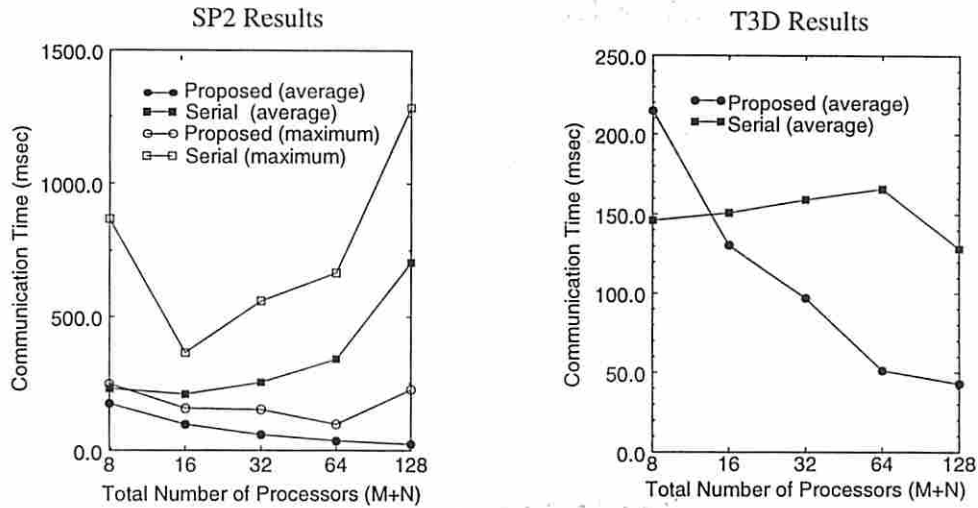 SP2 Results
1500.0
1000.0
500.0
0.0
Communication Time (msec)
Proposed (average)
Serial (average)
Proposed (maximum)
Serial (maximum)
8 16 32 64 128
Total Number of Processors (M+N)
T3D Results
250.0
200.0
150.0
100.0
50.0
0.0
Communication Time (msec)
Proposed (average)
Serial (average)
8 16 32 64 128
Total Number of Processors (M+N)